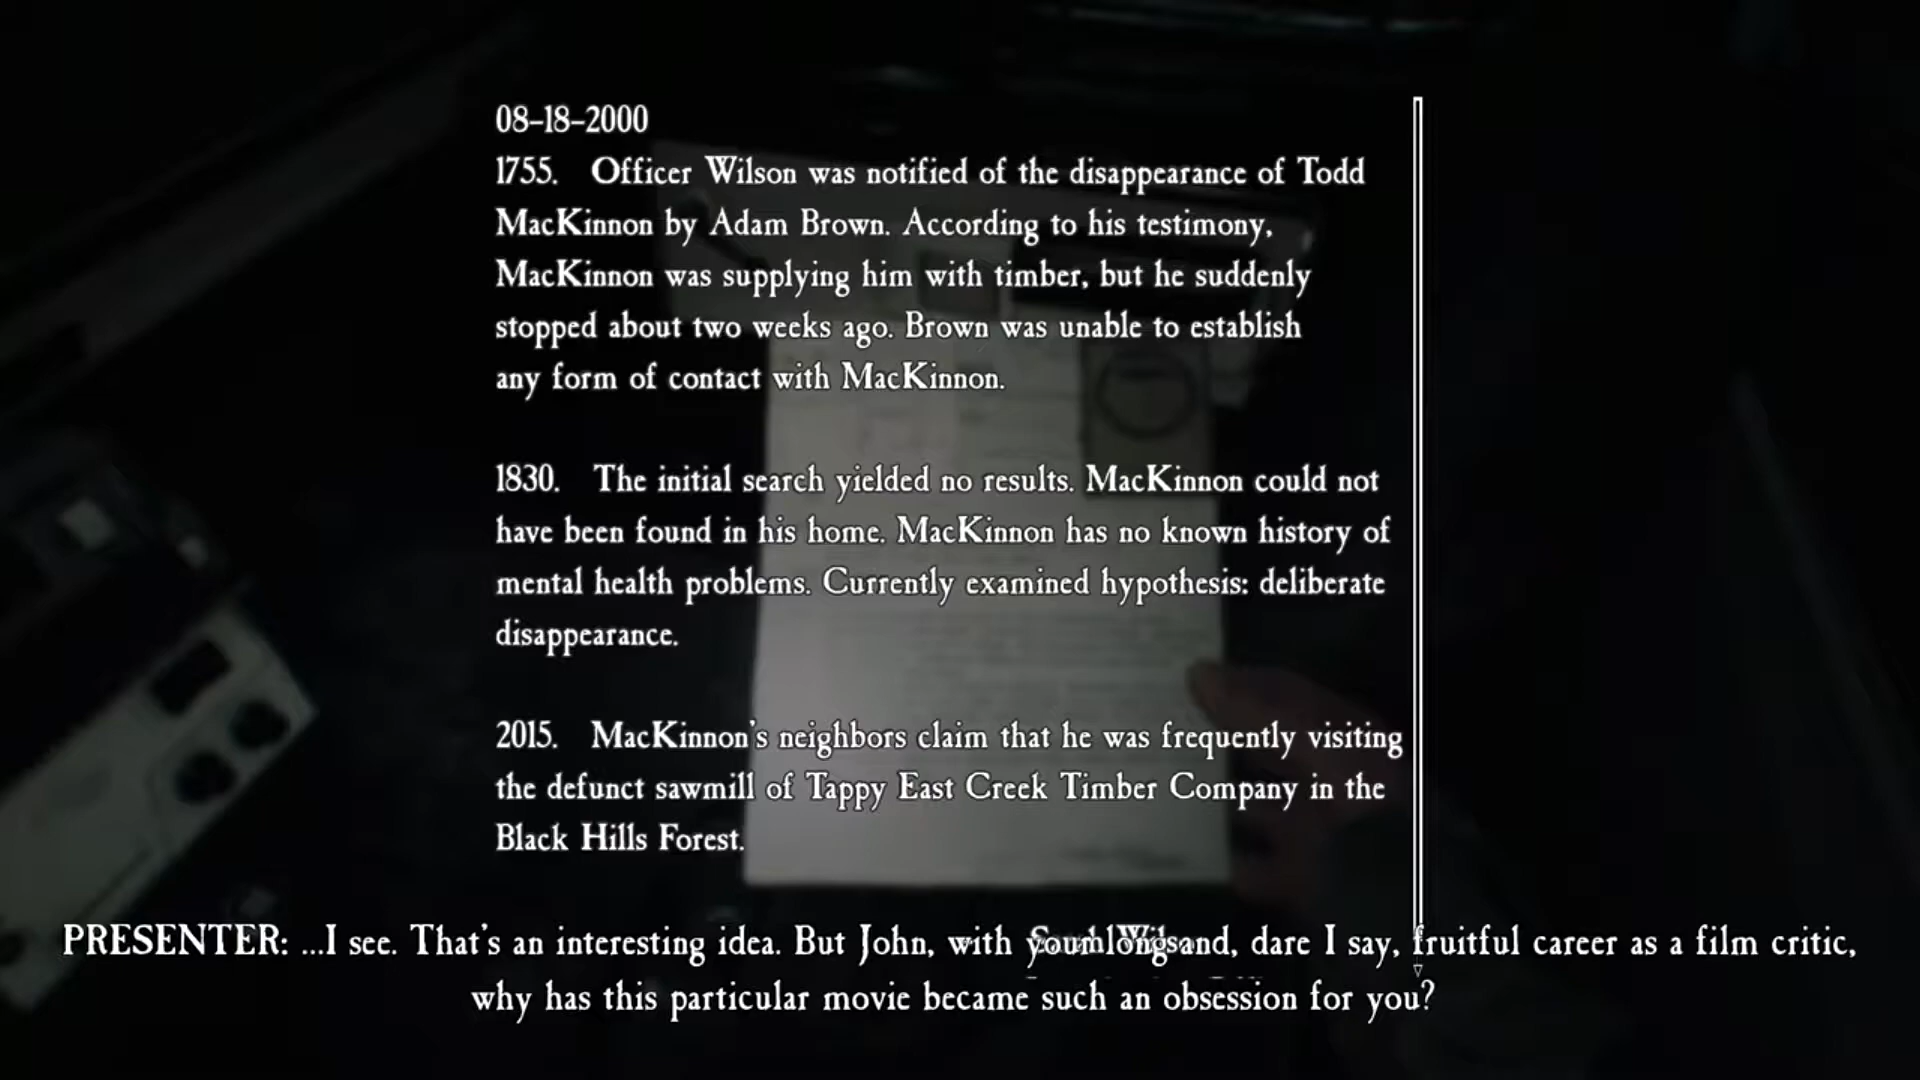 08-18-2000
1755. Officer Wilson was notified of the disappearance of Todd
MacKinnon by Adam Brown. According to his testimony,
MacKinnon was supplying him with timber, but he suddenly
stopped about two weeks ago. Brown was unable to establish
any form of contact with MacKinnon.
1830. The initial search yielded no results. MacKinnon could not
have been found in his home. MacKinnon has no known history of
mental health problems. Currently examined hypothesis: deliberate
disappearance.
2015. MacKinnon's neighbors claim that he was frequently visiting
the defunct sawmill of Tappy East Creek Timber Company in the
Black Hills Forest.
PRESENTER: ...I see. That's an interesting idea. But John, with your long and, dare I say, fruitful career as a film critic,
why has this particular movie became such an obsession for you?